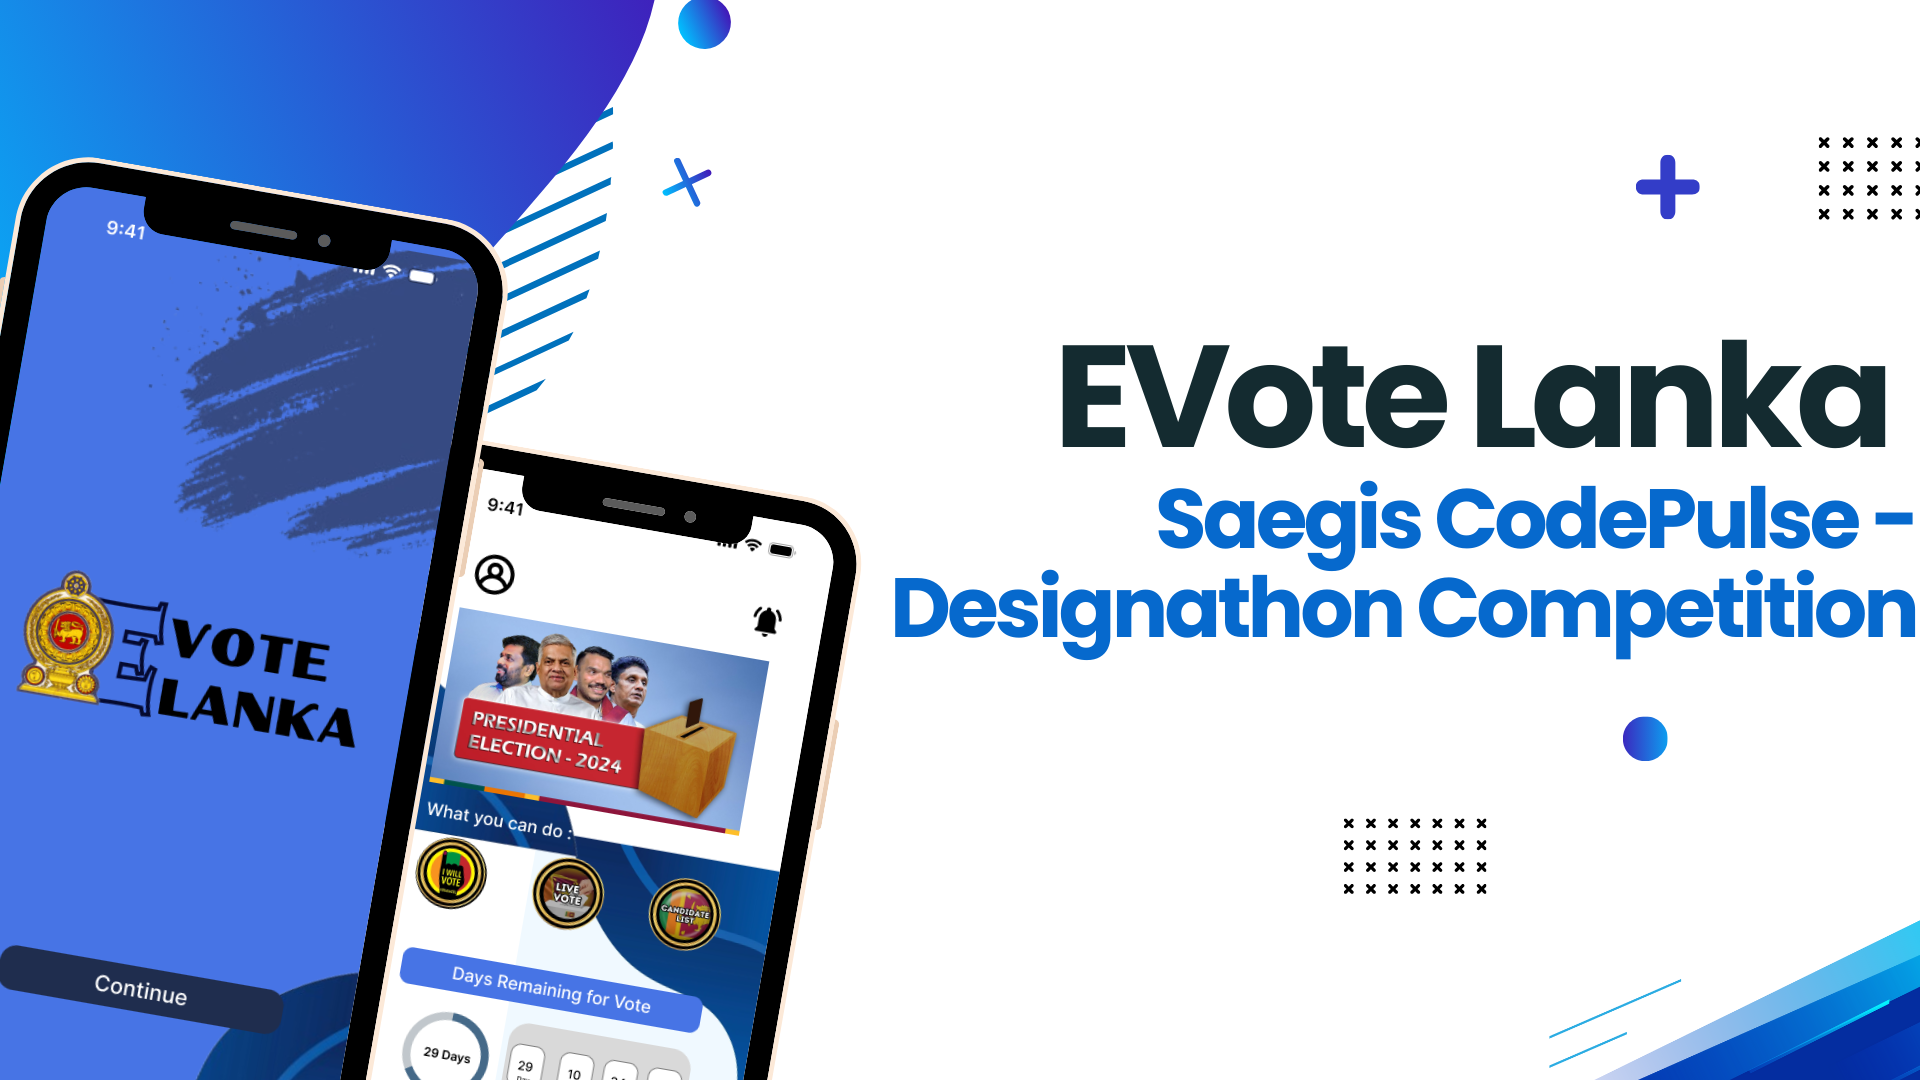 EVote Lanka
Saegis CodePulse -
Designathon Competition
9:41
VOTE
LANKA
Continue
9:41
PRESIDENTIAL
ELECTION - 2024
What you can do :
I WILL
VOTE
LIVE
VOTE
CANDIDATE
LIST
Days Remaining for Vote
29 Days
29
10